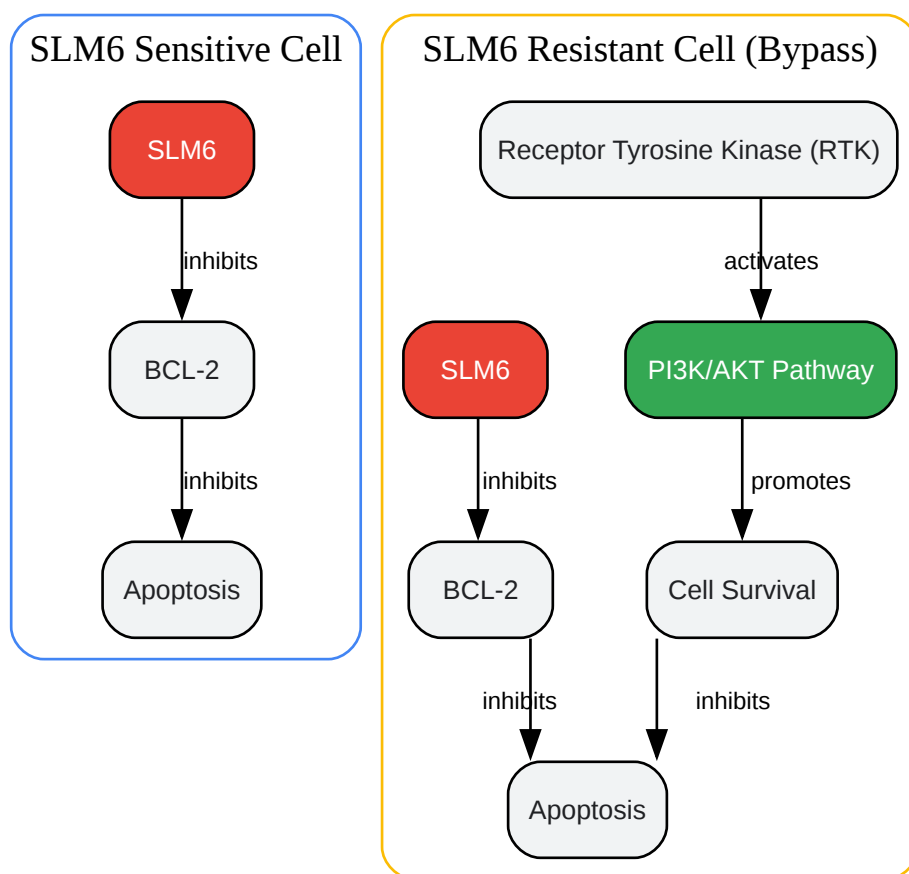 SLM6 Sensitive Cell
SLM6
inhibits
BCL-2
inhibits
Apoptosis
SLM6 Resistant Cell (Bypass)
Receptor Tyrosine Kinase (RTK)
activates
SLM6
PI3K/AKT Pathway
inhibits
promotes
BCL-2
Cell Survival
inhibits
inhibits
Apoptosis